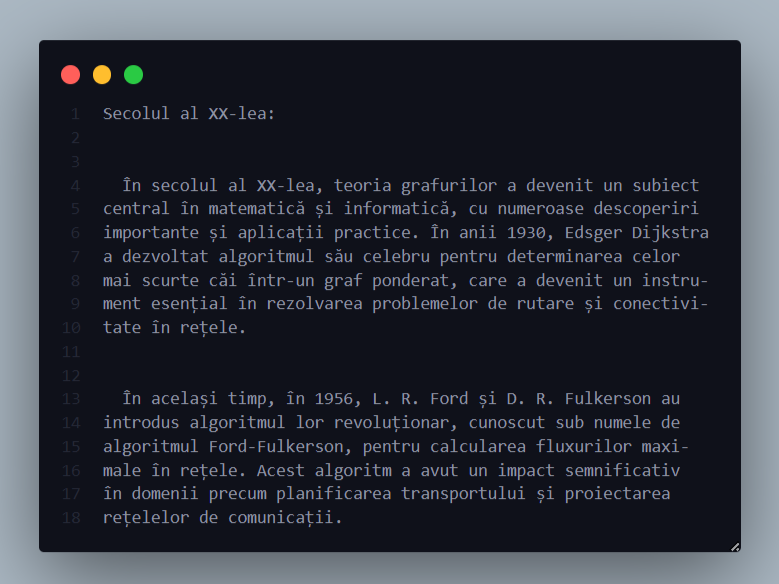 1 Secolul al XX-lea:
2
3
4 În secolul al XX-lea, teoria grafurilor a devenit un subiect
5 central în matematică și informatică, cu numeroase descoperiri
6 importante și aplicații practice. În anii 1930, Edsger Dijkstra
7 a dezvoltat algoritmul său celebru pentru determinarea celor
8 mai scurte căi într-un graf ponderat, care a devenit un instru-
9 ment esențial în rezolvarea problemelor de rutare și conectivi-
10 tate în rețele.
11
12
13 În același timp, în 1956, L. R. Ford și D. R. Fulkerson au
14 introdus algoritmul lor revoluționar, cunoscut sub numele de
15 algoritmul Ford-Fulkerson, pentru calcularea fluxurilor maxi-
16 male în rețele. Acest algoritm a avut un impact semnificativ
17 în domenii precum planificarea transportului și proiectarea
18 rețelelor de comunicații.